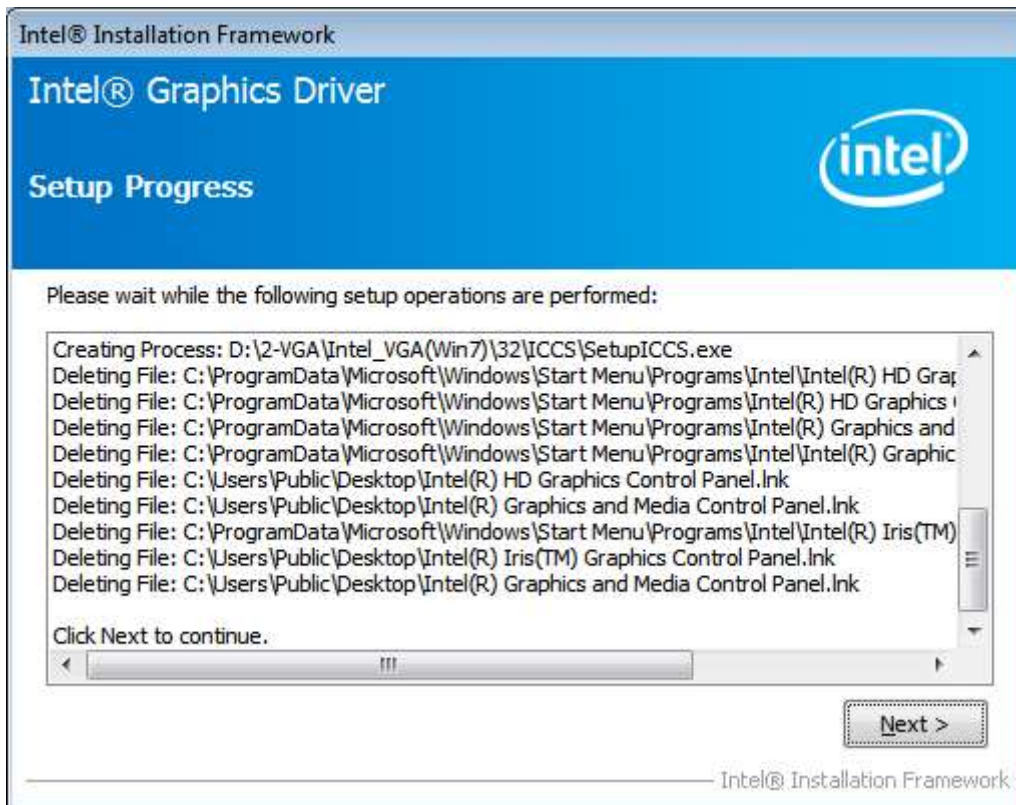 Intel® Installation Framework
Intel® Graphics Driver
intel
Setup Progress
Please wait while the following setup operations are performed:
Creating Process: D:\2-VGA\Intel_VGA(Win7)\32\ICCS\SetupICCS.exe
Deleting File: C:\ProgramData\Microsoft\Windows\Start Menu\Programs\Intel\Intel(R) HD Grap
Deleting File: C:\ProgramData\Microsoft\Windows\Start Menu\Programs\Intel(R) HD Graphics
Deleting File: C:\ProgramData\Microsoft\Windows\Start Menu\Programs\Intel(R) Graphics and
Deleting File: C:\ProgramData\Microsoft\Windows\Start Menu\Programs\Intel\Intel(R) Graphic
Deleting File: C:\Users\Public\Desktop\Intel(R) HD Graphics Control Panel.lnk
Deleting File: C:\Users\Public\Desktop\Intel(R) Graphics and Media Control Panel.lnk
Deleting File: C:\ProgramData\Microsoft\Windows\Start Menu\Programs\Intel\Intel(R) Iris(TM)
Deleting File: C:\Users\Public\Desktop\Intel(R) Iris(TM) Graphics Control Panel.lnk
Deleting File: C:\Users\Public\Desktop\Intel(R) Graphics and Media Control Panel.lnk
Click Next to continue.
Next >
Intel® Installation Framework